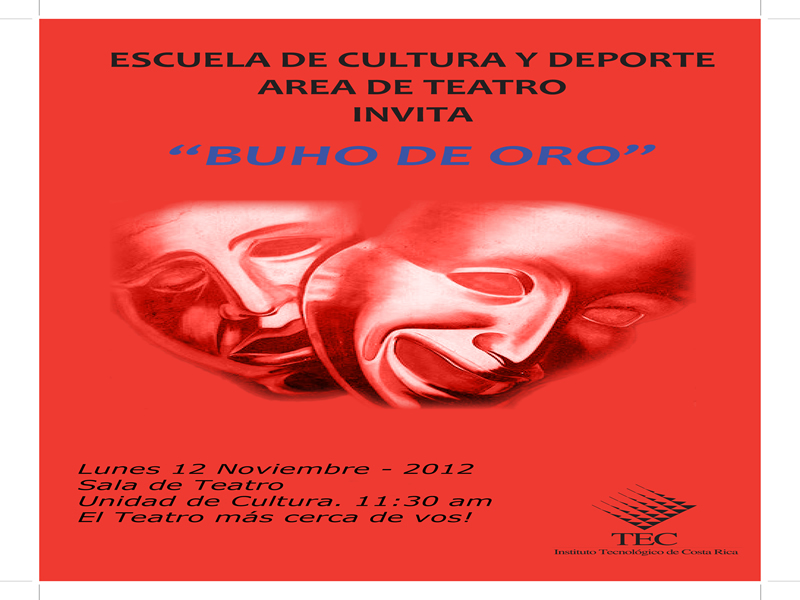 ESCUELA DE CULTURA Y DEPORTE
AREA DE TEATRO
INVITA
“BUHO DE ORO”
Lunes 12 Noviembre - 2012
Sala de Teatro
Unidad de Cultura. 11:30 am
El Teatro más cerca de vos!
TEC
Instituto Tecnológico de Costa Rica